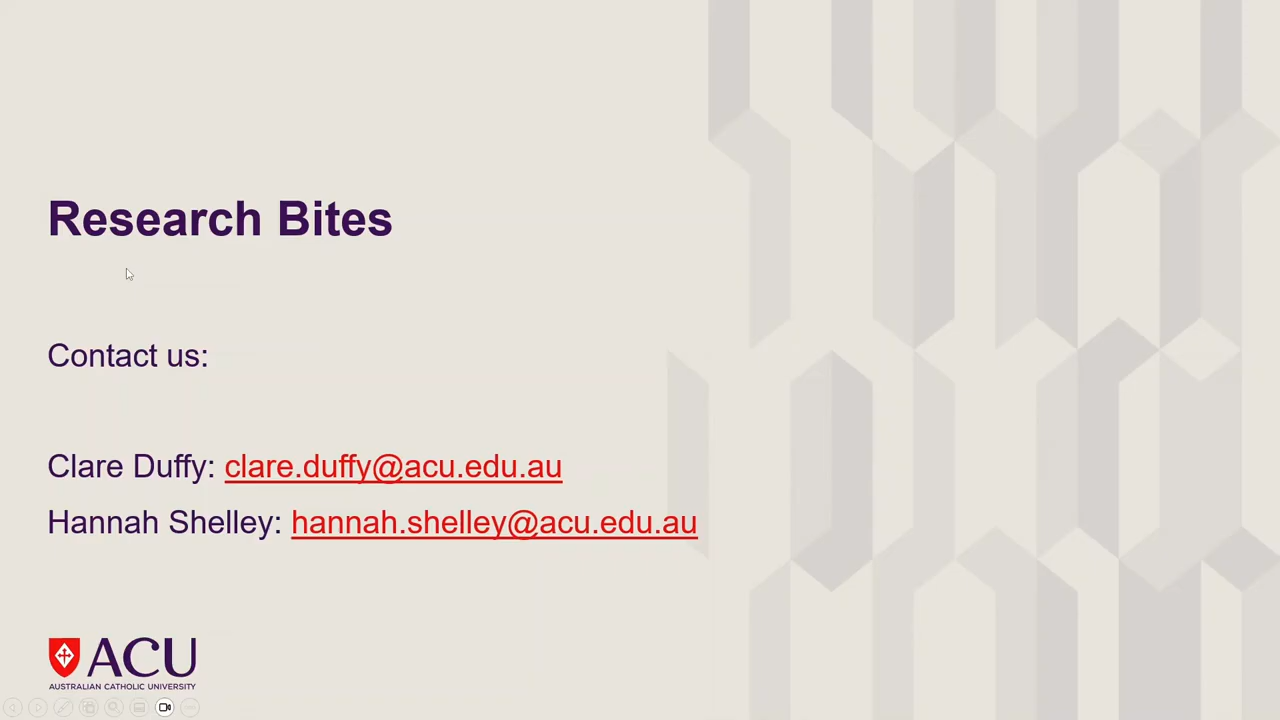 Research Bites
Contact us:
Clare Duffy: clare.duffy@acu.edu.au
Hannah Shelley: hannah.shelley@acu.edu.au
ACU
AUSTRALIAN CATHOLIC UNIVERSITY